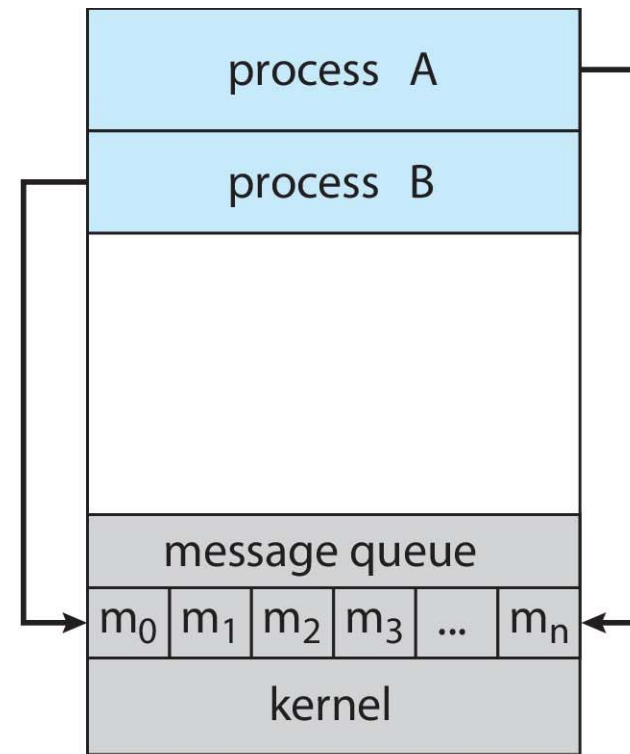 process A
process B
message queue
m₀ m₁ m₂ m₃ ... mₙ
kernel